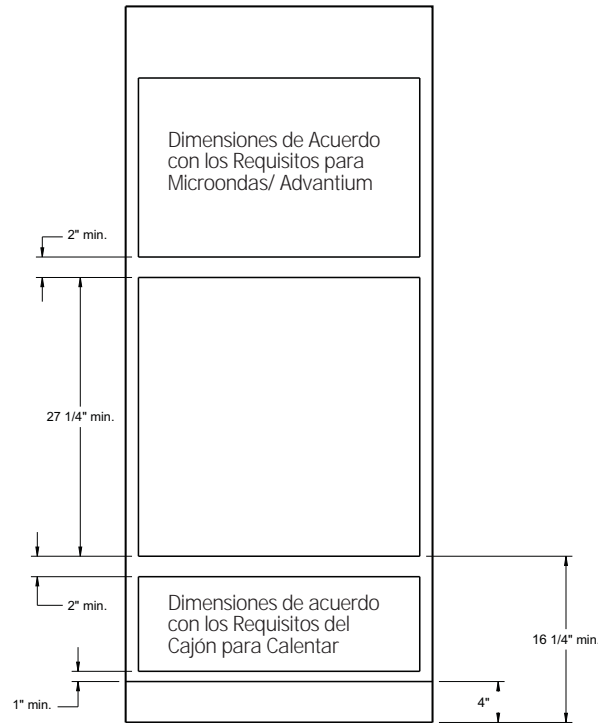 Dimensiones de Acuerdo
con los Requisitos para
Microondas/ Advantium
2" min.
27 1/4" min.
2" min.
Dimensiones de acuerdo
con los Requisitos del
Cajón para Calentar
16 1/4" min.
1" min.
4"